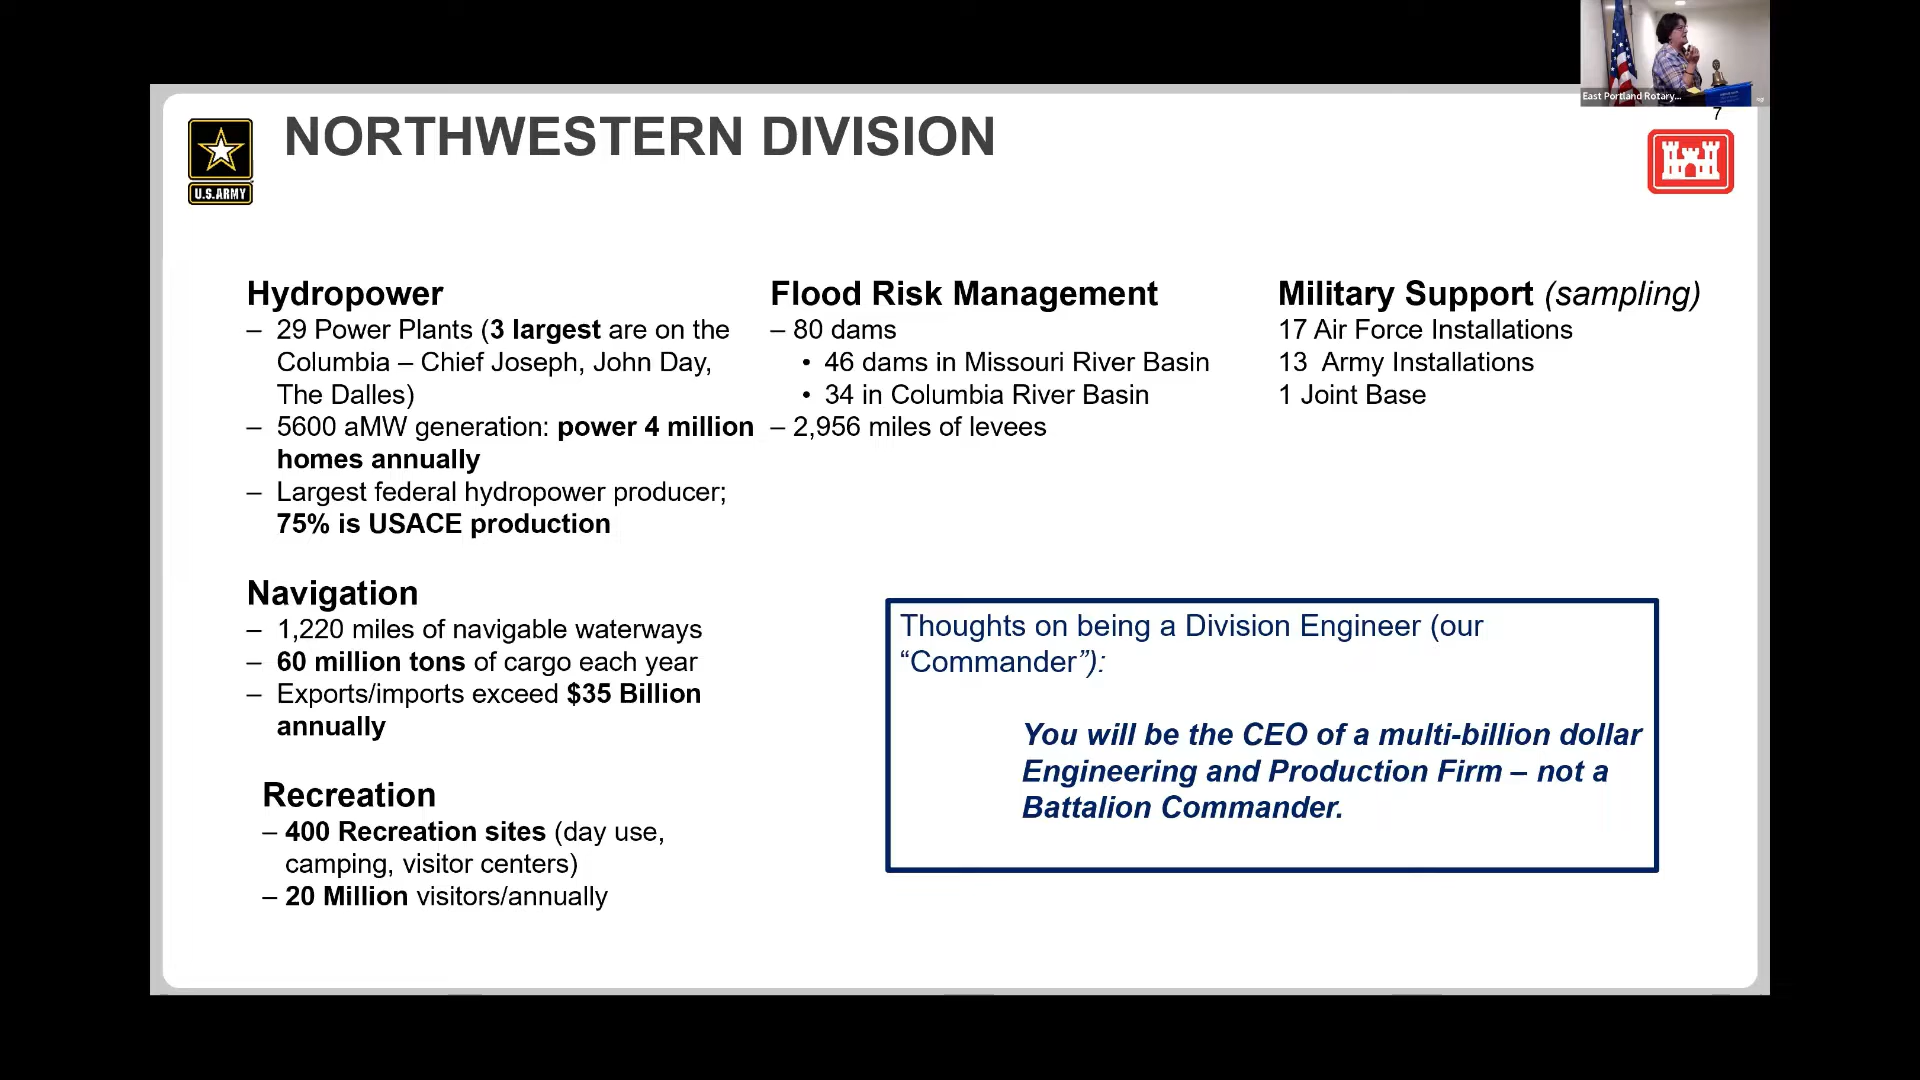 East Portland Rotary...
7
U.S.ARMY
NORTHWESTERN DIVISION
Hydropower
– 29 Power Plants (3 largest are on the
Columbia – Chief Joseph, John Day,
The Dalles)
– 5600 aMW generation: power 4 million
homes annually
– Largest federal hydropower producer;
75% is USACE production
Navigation
– 1,220 miles of navigable waterways
– 60 million tons of cargo each year
– Exports/imports exceed $35 Billion
annually
Recreation
– 400 Recreation sites (day use,
camping, visitor centers)
– 20 Million visitors/annually
Flood Risk Management
– 80 dams
• 46 dams in Missouri River Basin
• 34 in Columbia River Basin
– 2,956 miles of levees
Military Support (sampling)
17 Air Force Installations
13  Army Installations
1 Joint Base
Thoughts on being a Division Engineer (our
“Commander”):
You will be the CEO of a multi-billion dollar
Engineering and Production Firm – not a
Battalion Commander.